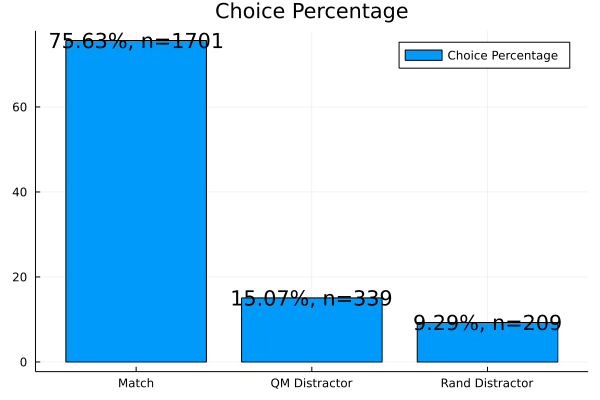 Choice Percentage
75.63%, n=1701
Choice Percentage
60
40
15.07%, n=339
20
9.29%, n=209
0
Match QM Distractor Rand Distractor